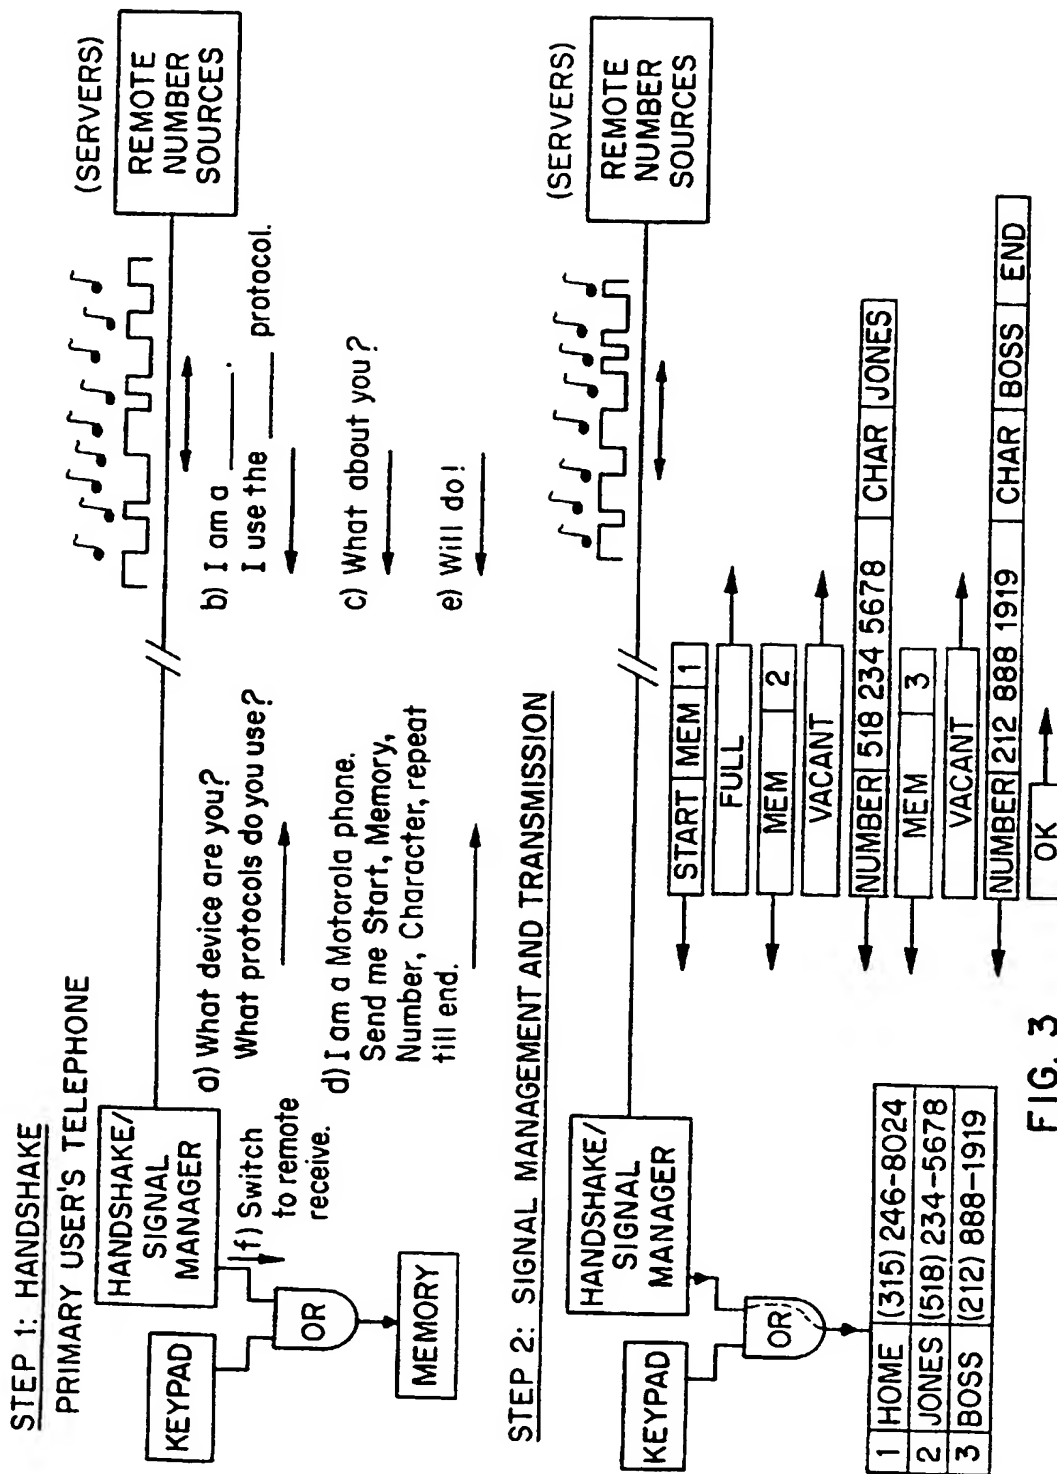 STEP 1: HANDSHAKE
PRIMARY USER'S TELEPHONE
(SERVERS)
HANDSHAKE/
SIGNAL
MANAGER
REMOTE
NUMBER
SOURCES
KEYPAD
(f) Switch
to remote
receive.
OR
MEMORY
a) What device are you?
What protocols do you use?
b) I am a ____.
I use the ____ protocol.
c) What about you?
d) I am a Motorola phone.
Send me Start, Memory,
Number, Character, repeat
till end.
e) Will do!
STEP 2: SIGNAL MANAGEMENT AND TRANSMISSION
(SERVERS)
HANDSHAKE/
SIGNAL
MANAGER
REMOTE
NUMBER
SOURCES
KEYPAD
OR
START MEM 1
FULL
MEM 2
VACANT
NUMBER 518 234 5678 CHAR JONES
MEM 3
VACANT
NUMBER 212 888 1919 CHAR BOSS END
OK
1 HOME (315) 246-8024
2 JONES (518) 234-5678
3 BOSS (212) 888-1919
FIG. 3